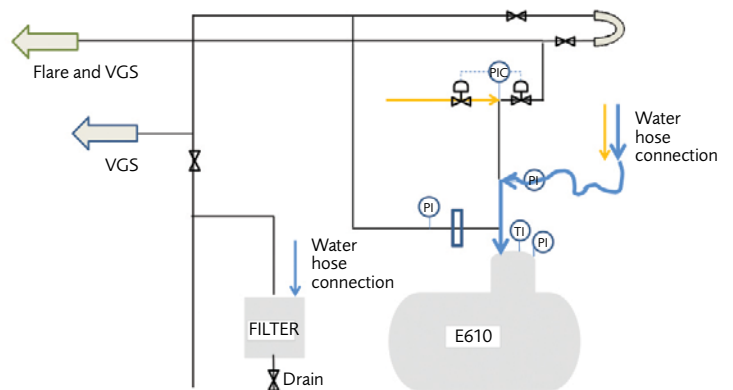 Flare and VGS
PIC
Water
hose
connection
VGS
PI
PI
TI
PI
Water
hose
connection
FILTER
E610
Drain